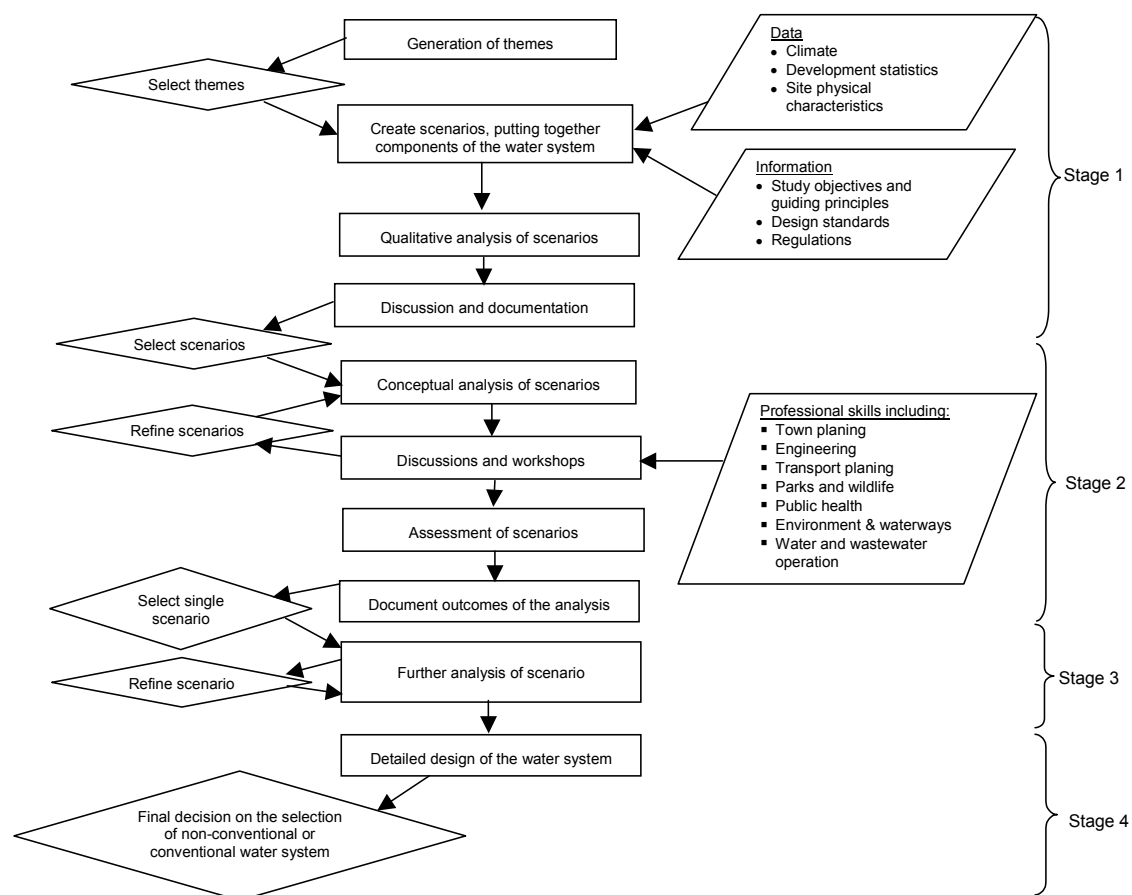 Generation of themes
Select themes
Data
• Climate
• Development statistics
• Site physical
characteristics
Create scenarios, putting together
components of the water system
Information
• Study objectives and
guiding principles
• Design standards
• Regulations
Stage 1
Qualitative analysis of scenarios
Discussion and documentation
Select scenarios
Conceptual analysis of scenarios
Refine scenarios
Discussions and workshops
Professional skills including:
▪ Town planing
▪ Engineering
▪ Transport planing
▪ Parks and wildlife
▪ Public health
▪ Environment & waterways
▪ Water and wastewater
operation
Stage 2
Assessment of scenarios
Document outcomes of the analysis
Select single
scenario
Further analysis of scenario
Refine scenario
Stage 3
Detailed design of the water system
Final decision on the selection
of non-conventional or
conventional water system
Stage 4